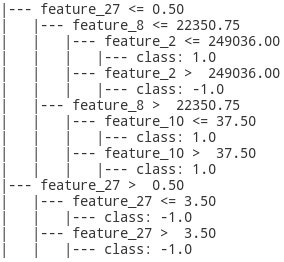 |--- feature_27 <= 0.50
|   |--- feature_8 <= 22350.75
|   |   |--- feature_2 <= 249036.00
|   |   |   |--- class: 1.0
|   |   |--- feature_2 >  249036.00
|   |   |   |--- class: -1.0
|   |--- feature_8 >  22350.75
|   |   |--- feature_10 <= 37.50
|   |   |   |--- class: 1.0
|   |   |--- feature_10 >  37.50
|   |   |   |--- class: 1.0
|--- feature_27 >  0.50
|   |--- feature_27 <= 3.50
|   |   |--- class: -1.0
|   |--- feature_27 >  3.50
|   |   |--- class: -1.0